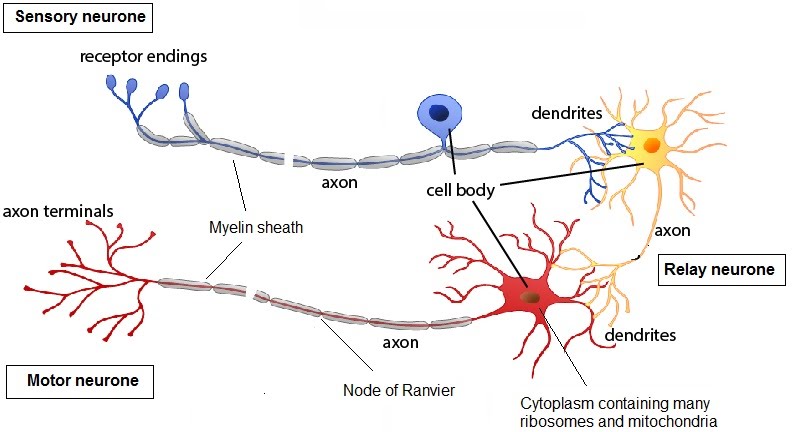 Sensory neurone
receptor endings
dendrites
axon
cell body
axon terminals
Myelin sheath
axon
Relay neurone
axon
dendrites
Motor neurone
Node of Ranvier
Cytoplasm containing many
ribosomes and mitochondria